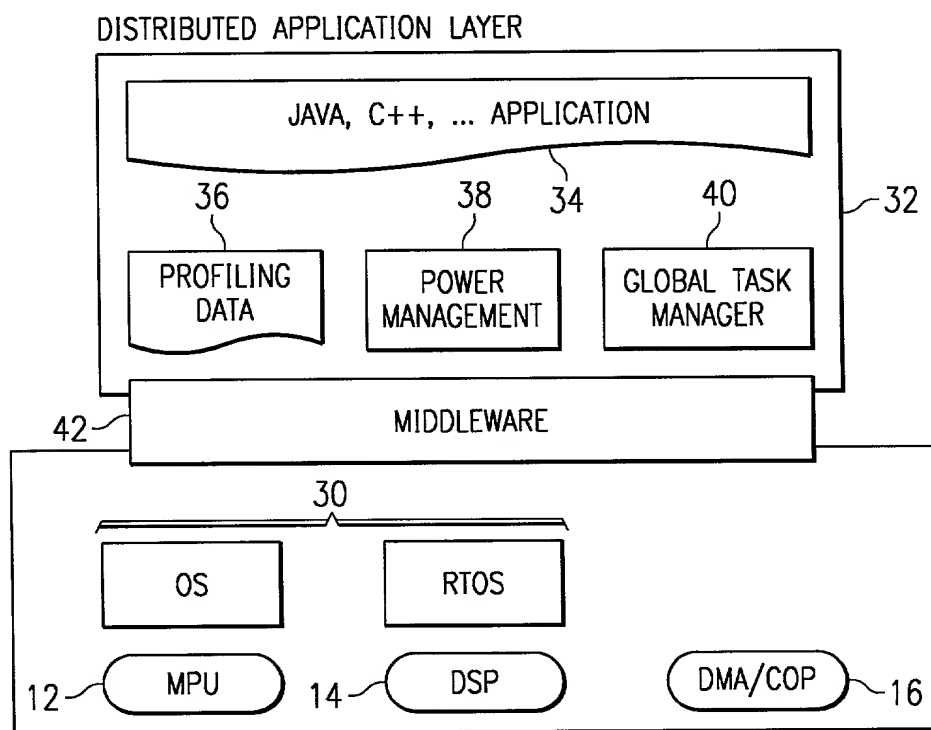 DISTRIBUTED APPLICATION LAYER
JAVA, C++, ... APPLICATION
34
32
36
38
40
PROFILING
DATA
POWER
MANAGEMENT
GLOBAL TASK
MANAGER
42
MIDDLEWARE
30
OS
RTOS
12
MPU
14
DSP
DMA/COP
16